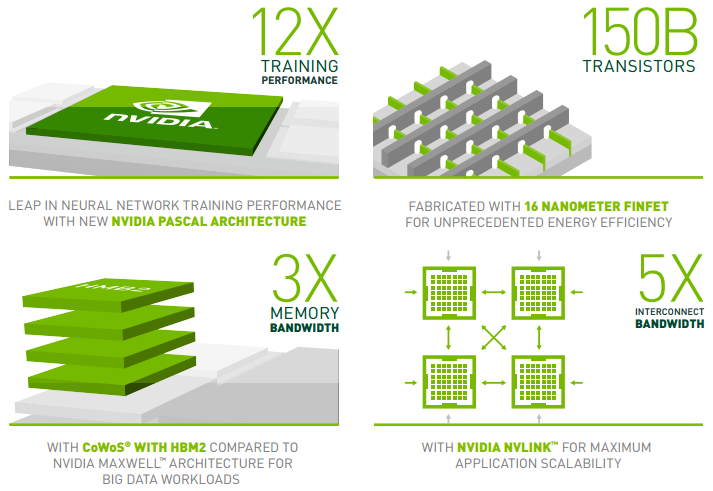 12X
TRAINING
PERFORMANCE
NVIDIA.
LEAP IN NEURAL NETWORK TRAINING PERFORMANCE
WITH NEW NVIDIA PASCAL ARCHITECTURE
150B
TRANSISTORS
FABRICATED WITH 16 NANOMETER FINFET
FOR UNPRECEDENTED ENERGY EFFICIENCY
3X
MEMORY
BANDWIDTH
HMB2
WITH CoWoS® WITH HBM2 COMPARED TO
NVIDIA MAXWELL™ ARCHITECTURE FOR
BIG DATA WORKLOADS
5X
INTERCONNECT
BANDWIDTH
WITH NVIDIA NVLINK™ FOR MAXIMUM
APPLICATION SCALABILITY